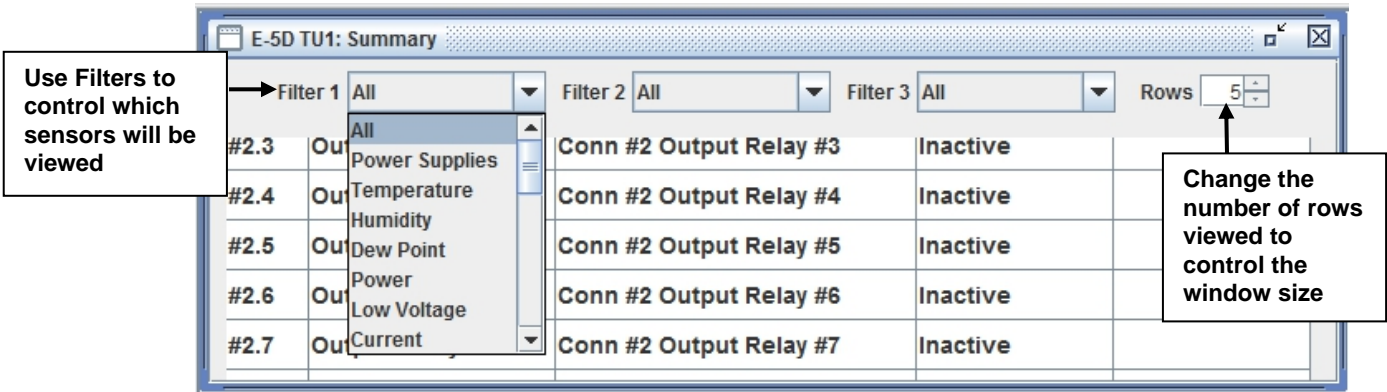 E-5D TU1: Summary
Use Filters to
control which
sensors will be
viewed
Filter 1 All
Filter 2 All
Filter 3 All
Rows 5
All
Power Supplies
Temperature
Humidity
Dew Point
Power
Low Voltage
Current
#2.3 Conn #2 Output Relay #3 Inactive
#2.4 Conn #2 Output Relay #4 Inactive
#2.5 Conn #2 Output Relay #5 Inactive
#2.6 Conn #2 Output Relay #6 Inactive
#2.7 Conn #2 Output Relay #7 Inactive
Change the
number of rows
viewed to
control the
window size